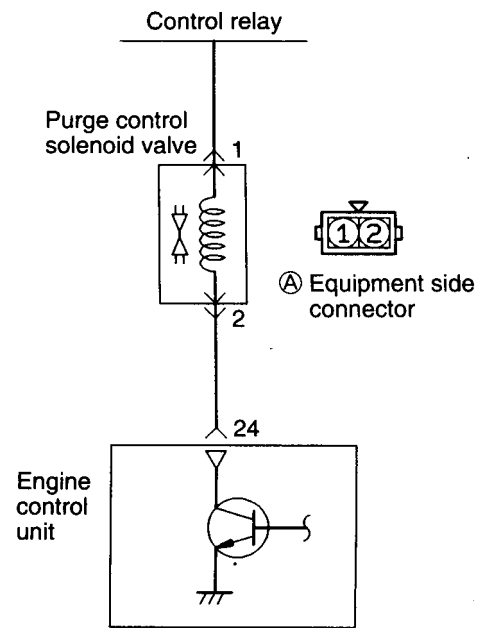 Control relay
Purge control
solenoid valve
1
1 2
A Equipment side
connector
2
24
Engine
control
unit